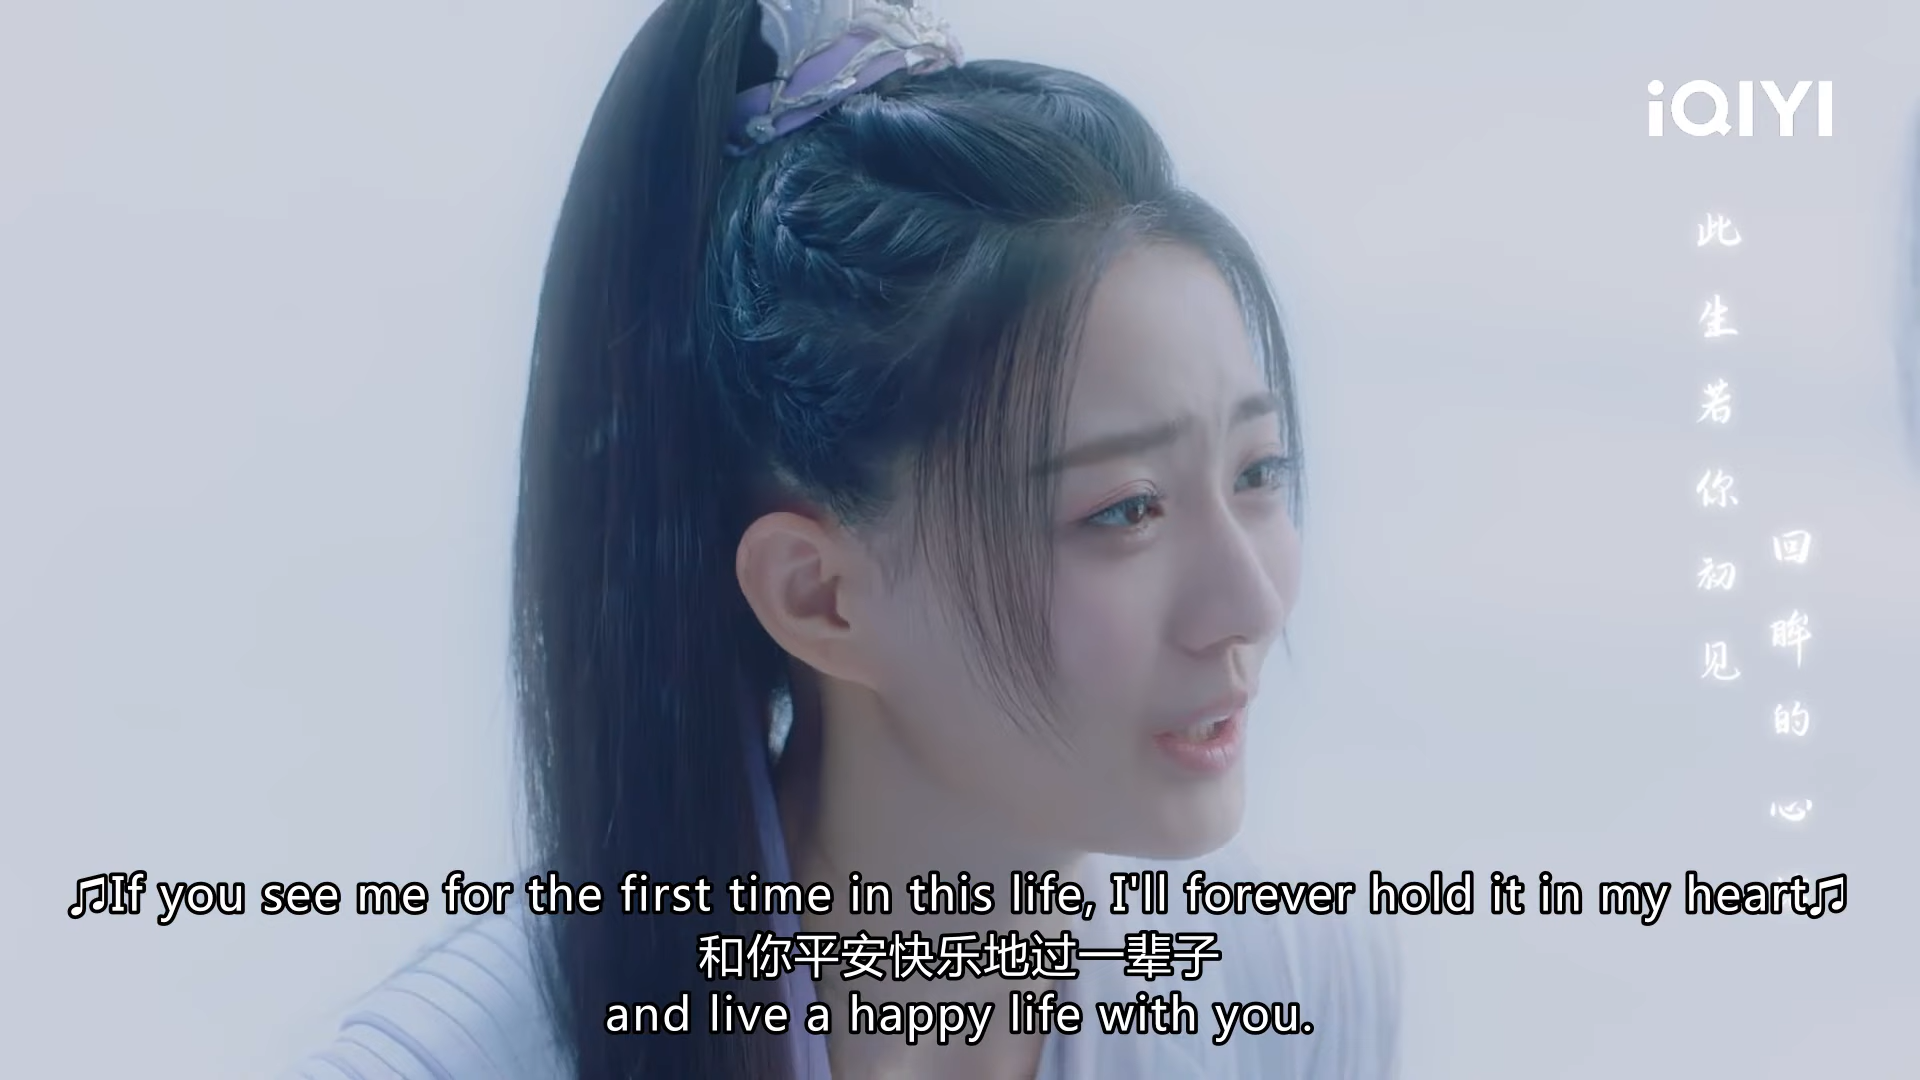 iQIYI
此生若你初见
回眸的心
♫If you see me for the first time in this life, I'll forever hold it in my heart♫
和你平安快乐地过一辈子
and live a happy life with you.